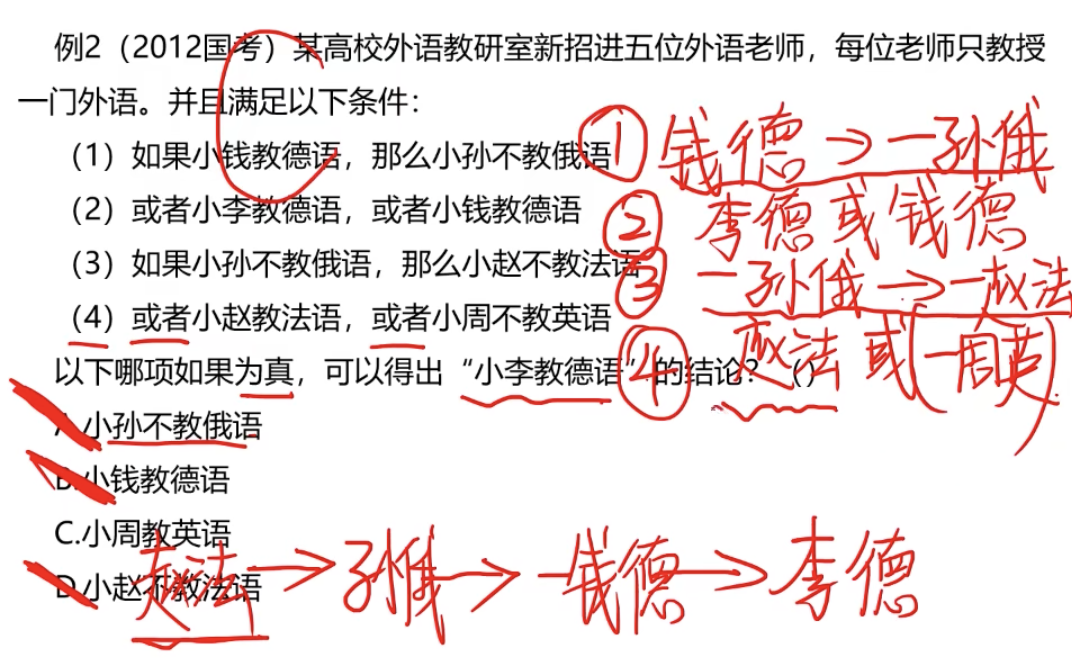 例2（2012国考）某高校外语教研室新招进五位外语老师，每位老师只教授
一门外语。并且满足以下条件：
（1）如果小钱教德语，那么小孙不教俄语
① 钱德→一孙俄
（2）或者小李教德语，或者小钱教德语
② 李德或钱德
（3）如果小孙不教俄语，那么小赵不教法语
③ 一孙俄→一赵法
（4）或者小赵教法语，或者小周不教英语
④ 赵法或(一周英)
以下哪项如果为真，可以得出“小李教德语”的结论？（）
A.小孙不教俄语
B.小钱教德语
C.小周教英语
D.小赵不教法语
赵法→孙俄→一钱德→李德